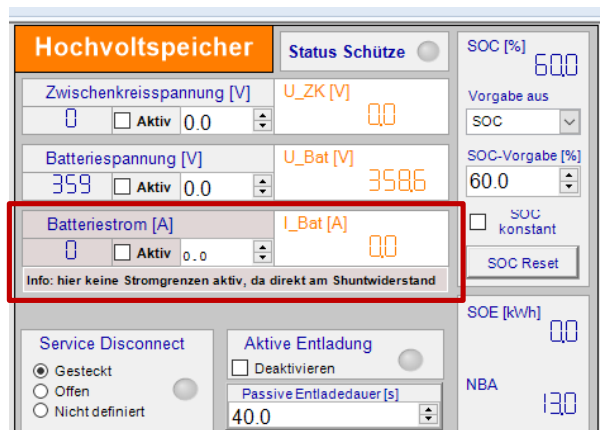 Hochvoltspeicher
Status Schütze
Zwischenkreisspannung [V]
0
Aktiv
0.0
U_ZK [V]
0.0
Batteriespannung [V]
359
Aktiv
0.0
U_Bat [V]
358.6
Batteriestrom [A]
0
Aktiv
0.0
I_Bat [A]
0.0
Info: hier keine Stromgrenzen aktiv, da direkt am Shuntwiderstand
Service Disconnect
Gesteckt
Offen
Nicht definiert
Aktive Entladung
Deaktivieren
Passive Entladedauer [s]
40.0
SOC [%]
60.0
Vorgabe aus
SOC
SOC-Vorgabe [%]
60.0
SOC
konstant
SOC Reset
SOE [kWh]
0.0
NBA
13.0